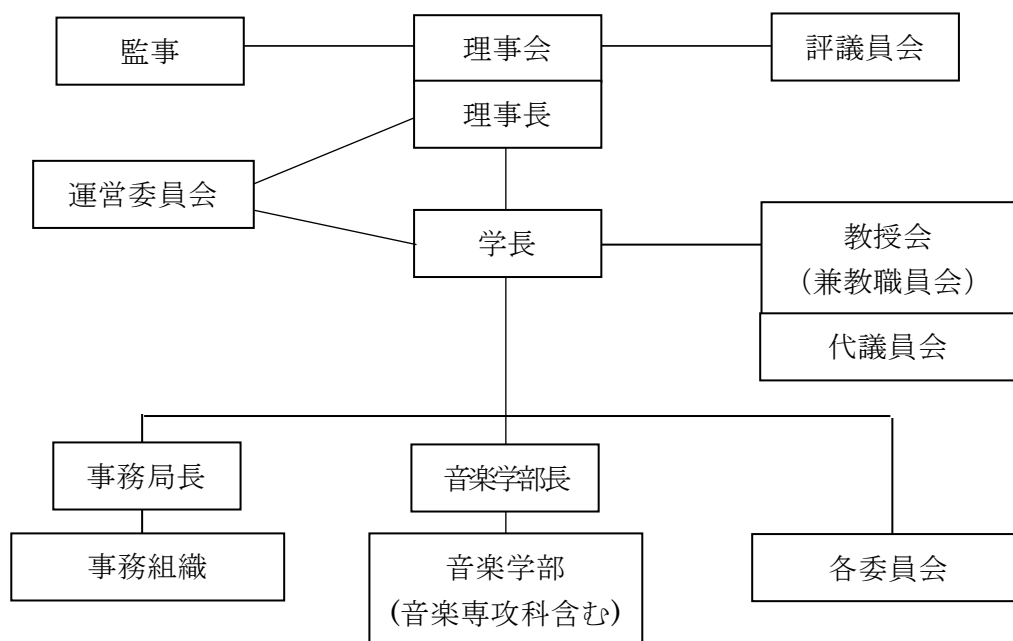 監事
理事会
評議員会
理事長
運営委員会
学長
教授会
（兼教職員会）
代議員会
事務局長
音楽学部長
事務組織
音楽学部
(音楽専攻科含む)
各委員会